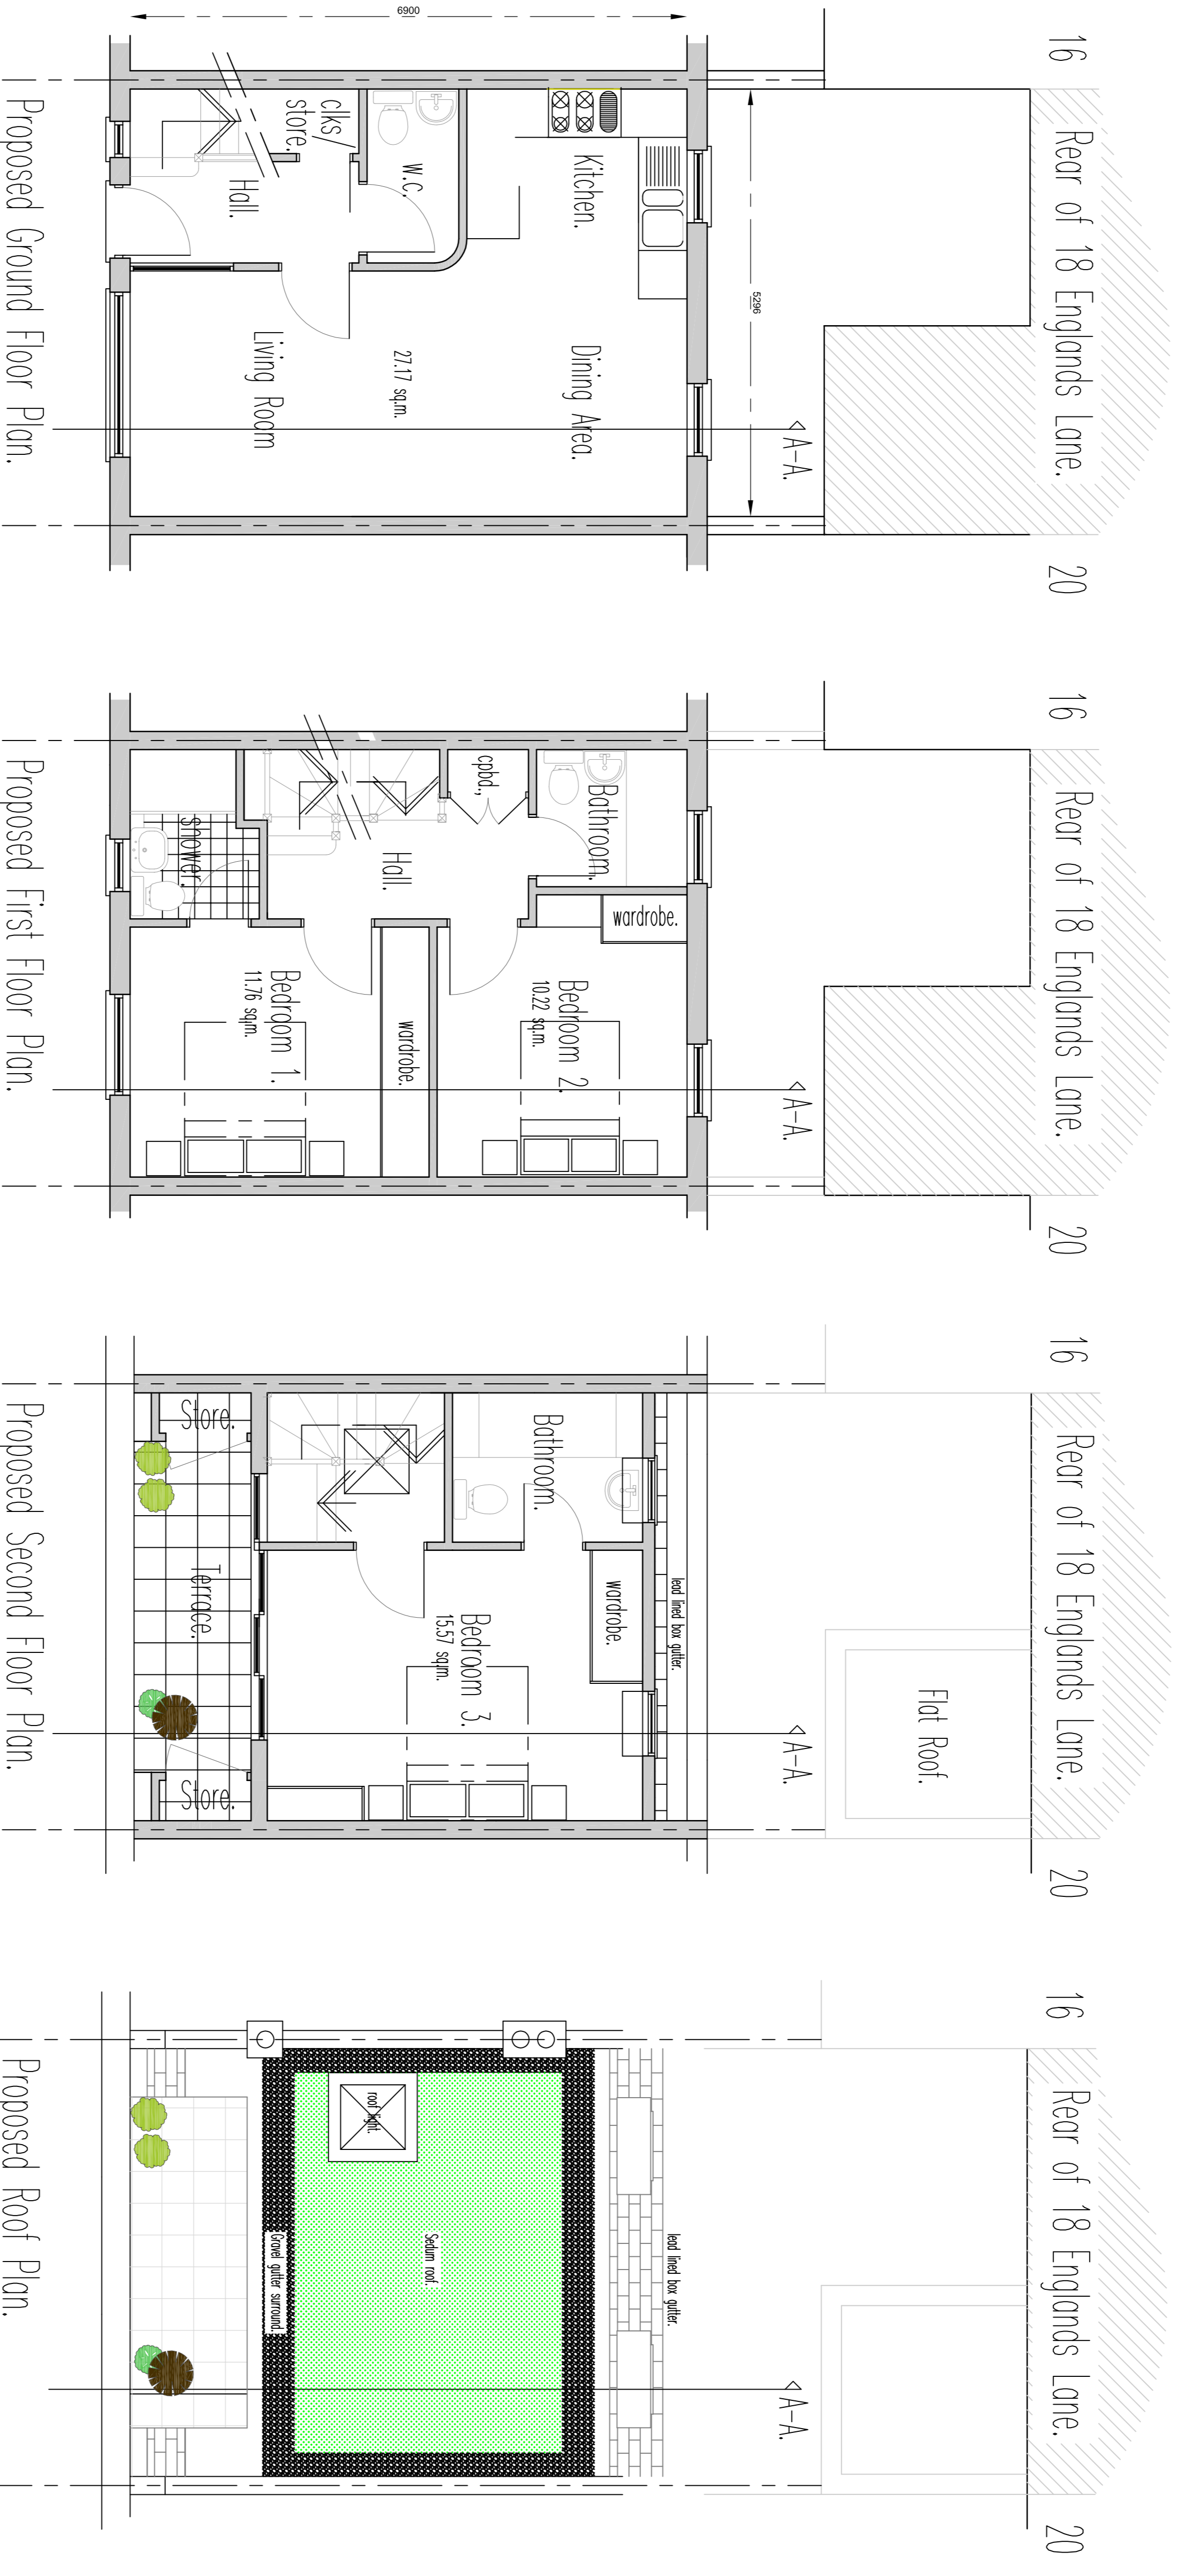 16
Rear of 18 Englands Lane.
20
5296
6900
A-A.
Kitchen.
Dining Area.
27.17 sq.m.
W.C.
clks/
store.
Hall.
Living Room
Proposed Ground Floor Plan.
16
Rear of 18 Englands Lane.
20
A-A.
wardrobe.
Bathroom.
Bedroom 2.
10.22 sq.m.
cpbd.,
wardrobe.
Hall.
Bedroom 1.
11.76 sq.m.
shower.
Proposed First Floor Plan.
16
Rear of 18 Englands Lane.
20
Flat Roof.
A-A.
lead lined box gutter.
wardrobe.
Bathroom.
Bedroom 3.
15.57 sq.m.
Store.
Terrace.
Store.
Proposed Second Floor Plan.
16
Rear of 18 Englands Lane.
20
A-A.
lead lined box gutter.
Sedum roof.
roof light.
Gravel gutter surround.
Proposed Roof Plan.